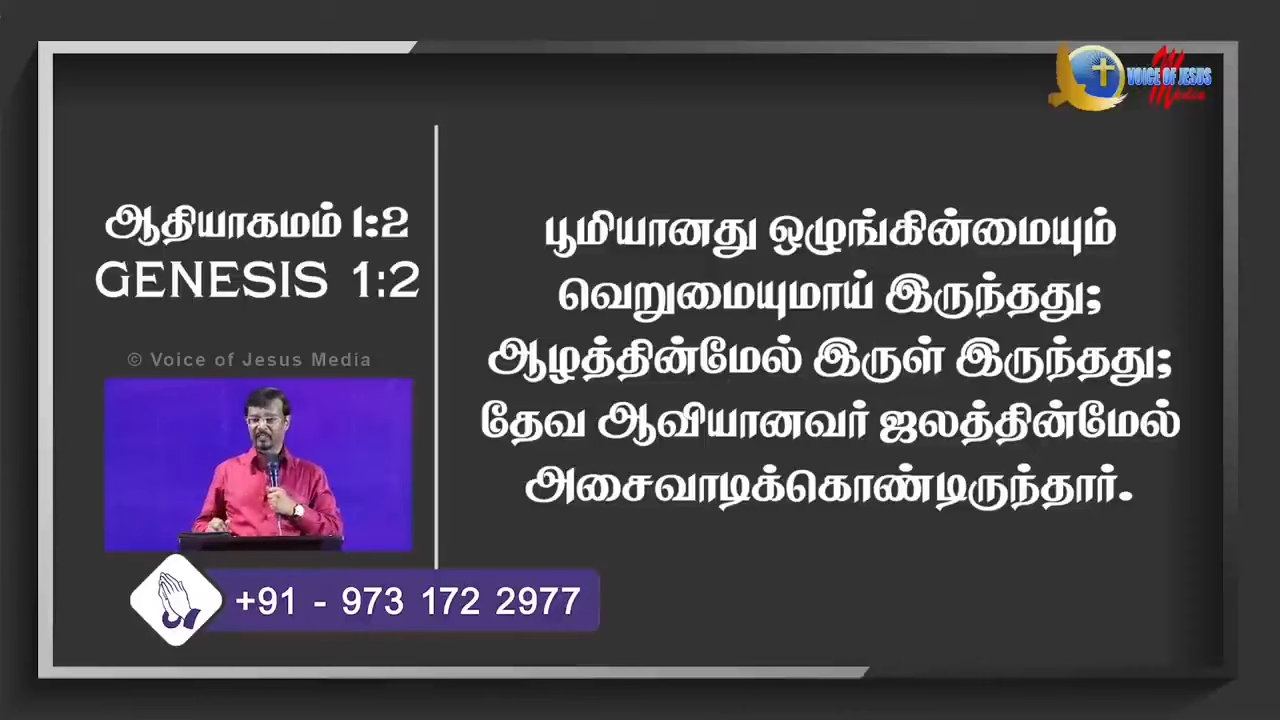 VOICE OF JESUS
Media
ஆதியாகமம் 1:2
GENESIS 1:2
© Voice of Jesus Media
பூமியானது ஒழுங்கின்மையும்
வெறுமையுமாய் இருந்தது;
ஆழத்தின்மேல் இருள் இருந்தது;
தேவ ஆவியானவர் ஜலத்தின்மேல்
அசைவாடிக்கொண்டிருந்தார்.
+91 - 973 172 2977